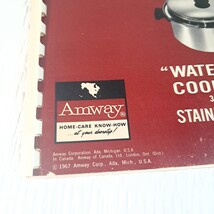 "WATE
COO
3
STAIN
Amway®
HOME-CARE KNOW-HOW
...at your doorstep!
Amway Corporation, Ada, Michigan, U.S.A.
In Canada: Amway of Canada, Ltd., London, Ont.
© 1967 Amway Corp., Ada, Mich., U.S.A.